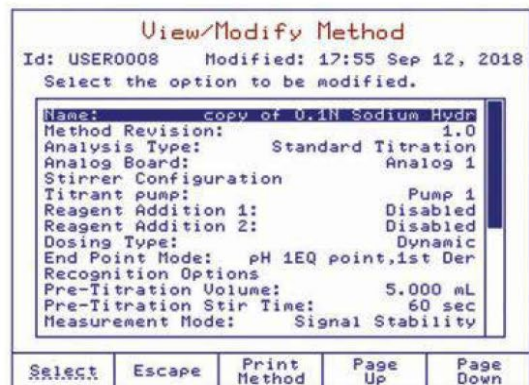 View/Modify Method
Id: USER0008 Modified: 17:55 Sep 12, 2018
Select the option to be modified.
Name: copy of 0.1N Sodium Hydr
Method Revision: 1.0
Analysis Type: Standard Titration
Analog Board: Analog 1
Stirrer Configuration
Titrant pump: Pump 1
Reagent Addition 1: Disabled
Reagent Addition 2: Disabled
Dosing Type: Dynamic
End Point Mode: pH 1EQ point,1st Der
Recognition Options
Pre-Titration Volume: 5.000 mL
Pre-Titration Stir Time: 60 sec
Measurement Mode: Signal Stability
Select Escape Print Method Page Up Page Down